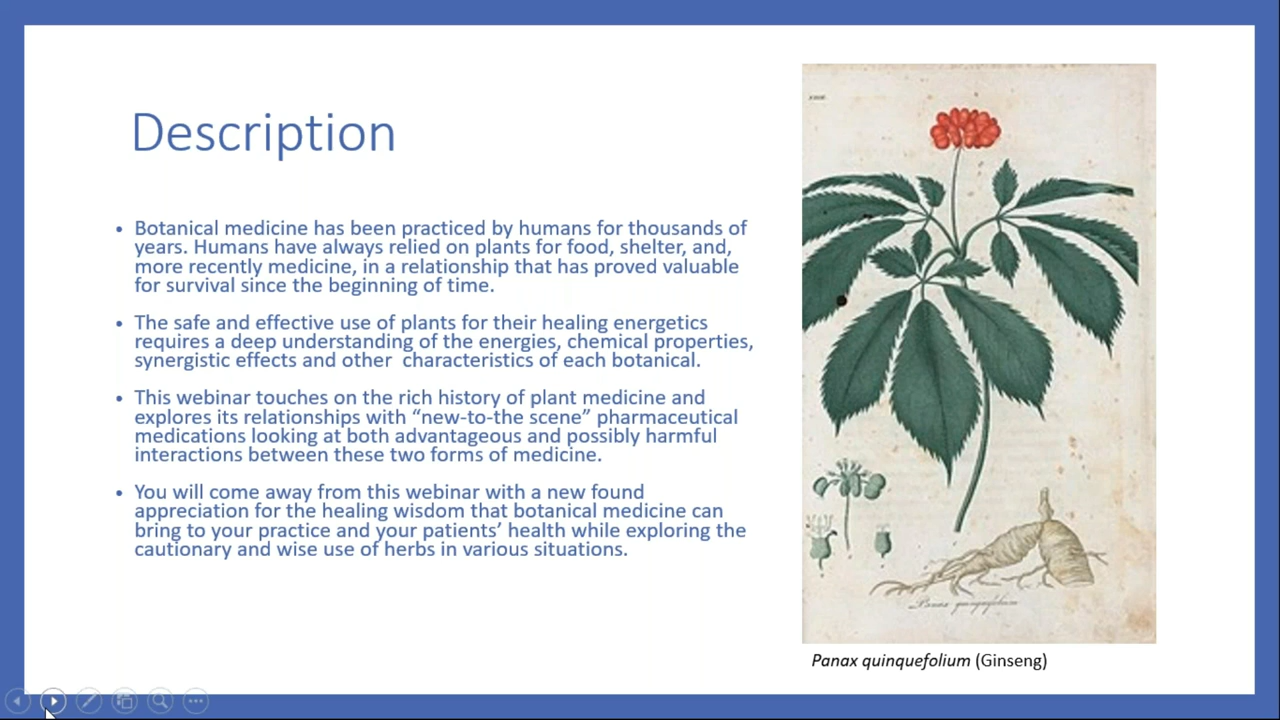 Description
• Botanical medicine has been practiced by humans for thousands of
years. Humans have always relied on plants for food, shelter, and,
more recently medicine, in a relationship that has proved valuable
for survival since the beginning of time.
• The safe and effective use of plants for their healing energetics
requires a deep understanding of the energies, chemical properties,
synergistic effects and other  characteristics of each botanical.
• This webinar touches on the rich history of plant medicine and
explores its relationships with “new-to-the scene” pharmaceutical
medications looking at both advantageous and possibly harmful
interactions between these two forms of medicine.
• You will come away from this webinar with a new found
appreciation for the healing wisdom that botanical medicine can
bring to your practice and your patients’ health while exploring the
cautionary and wise use of herbs in various situations.
Panax quinquefolium
Panax quinquefolium (Ginseng)